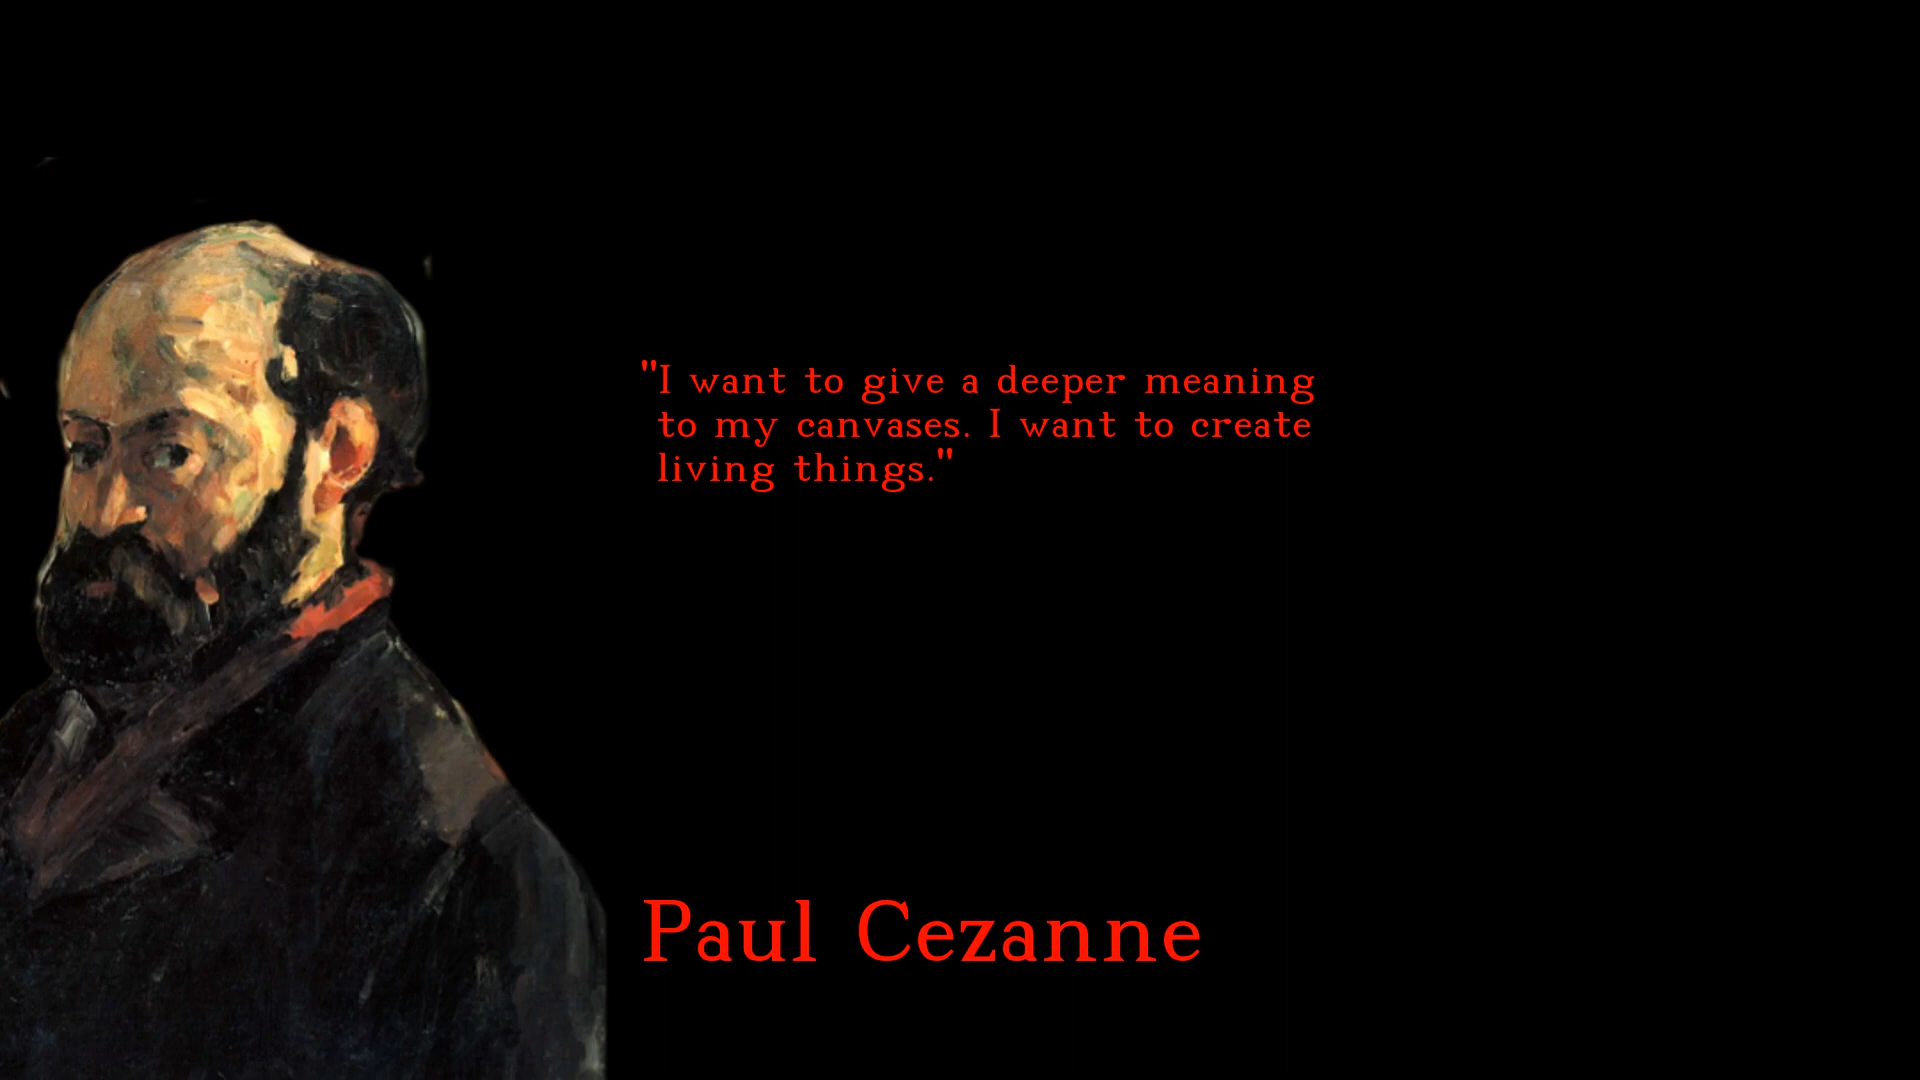 "I want to give a deeper meaning
to my canvases. I want to create
living things."
Paul Cezanne